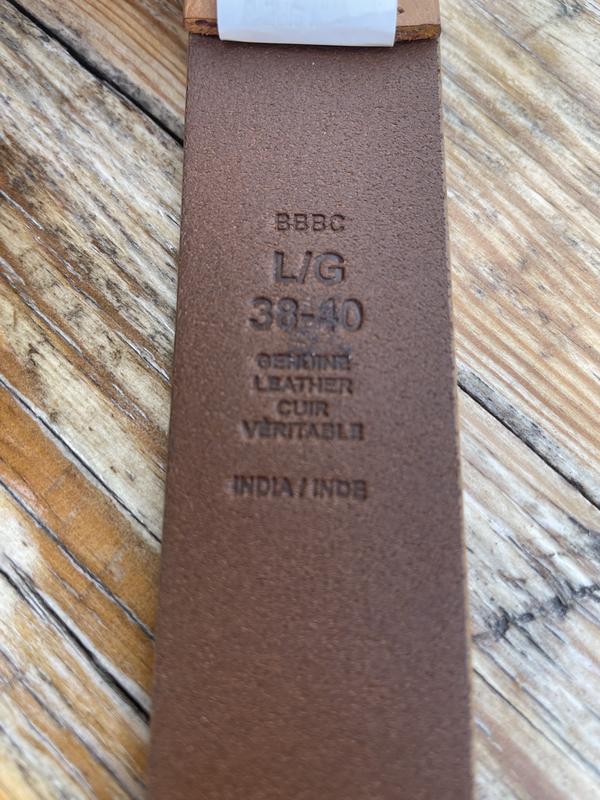 BBBC
L/G
38-40
GENUINE
LEATHER
CUIR
VÉRITABLE
INDIA / INDE